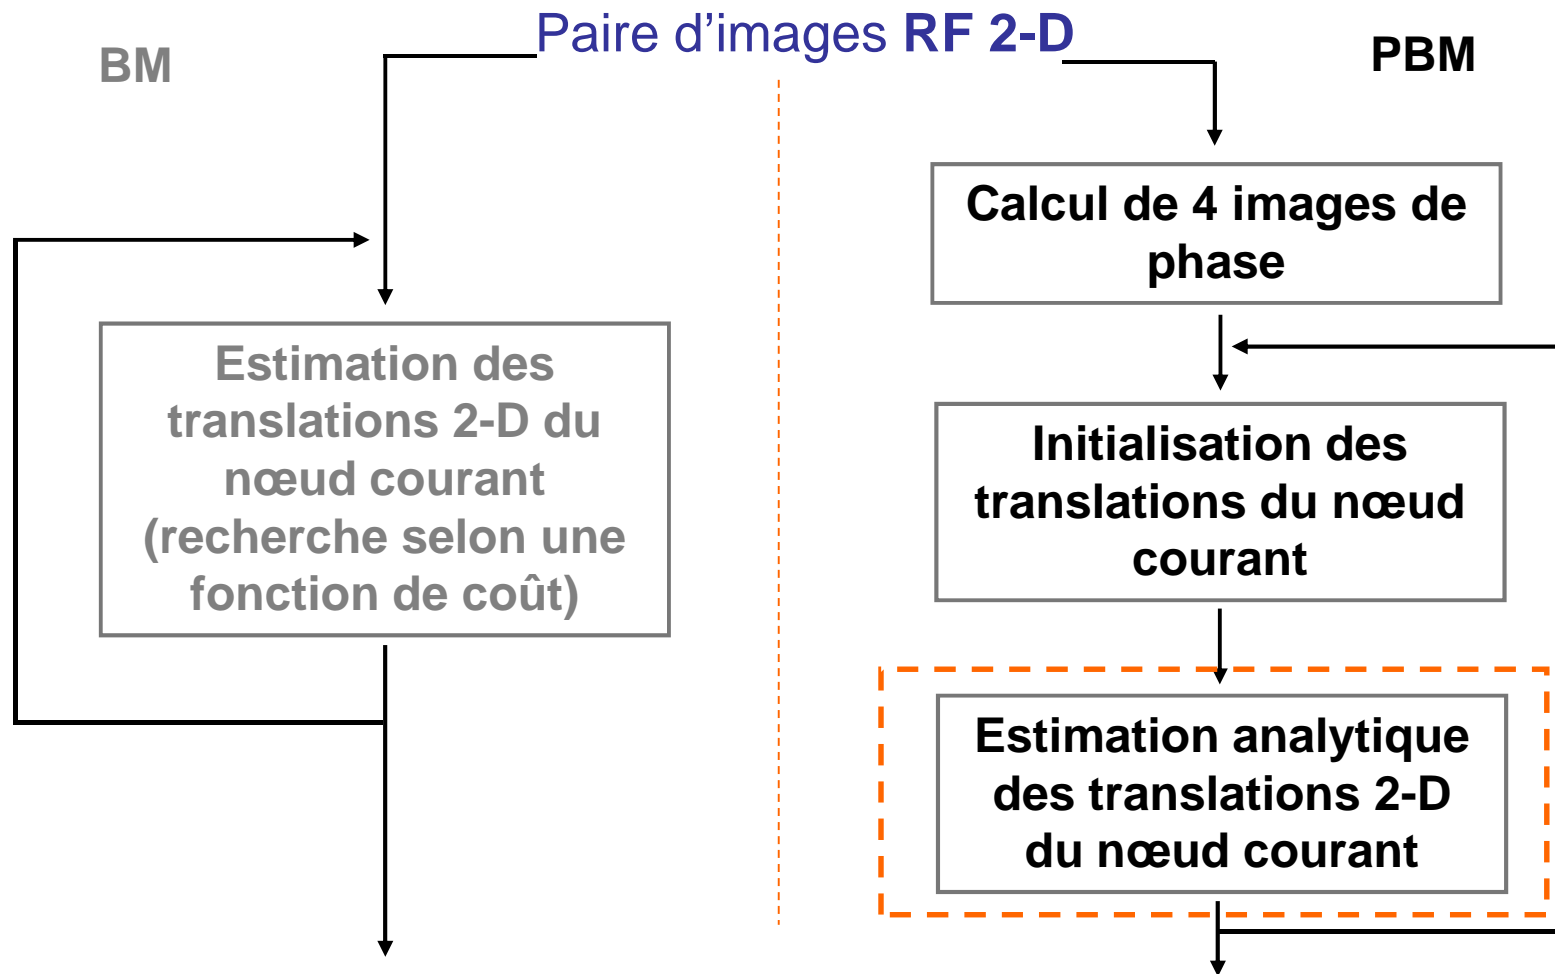 Paire d’images RF 2-D
BM
PBM
Estimation des
translations 2-D du
nœud courant
(recherche selon une
fonction de coût)
Calcul de 4 images de
phase
Initialisation des
translations du nœud
courant
Estimation analytique
des translations 2-D
du nœud courant